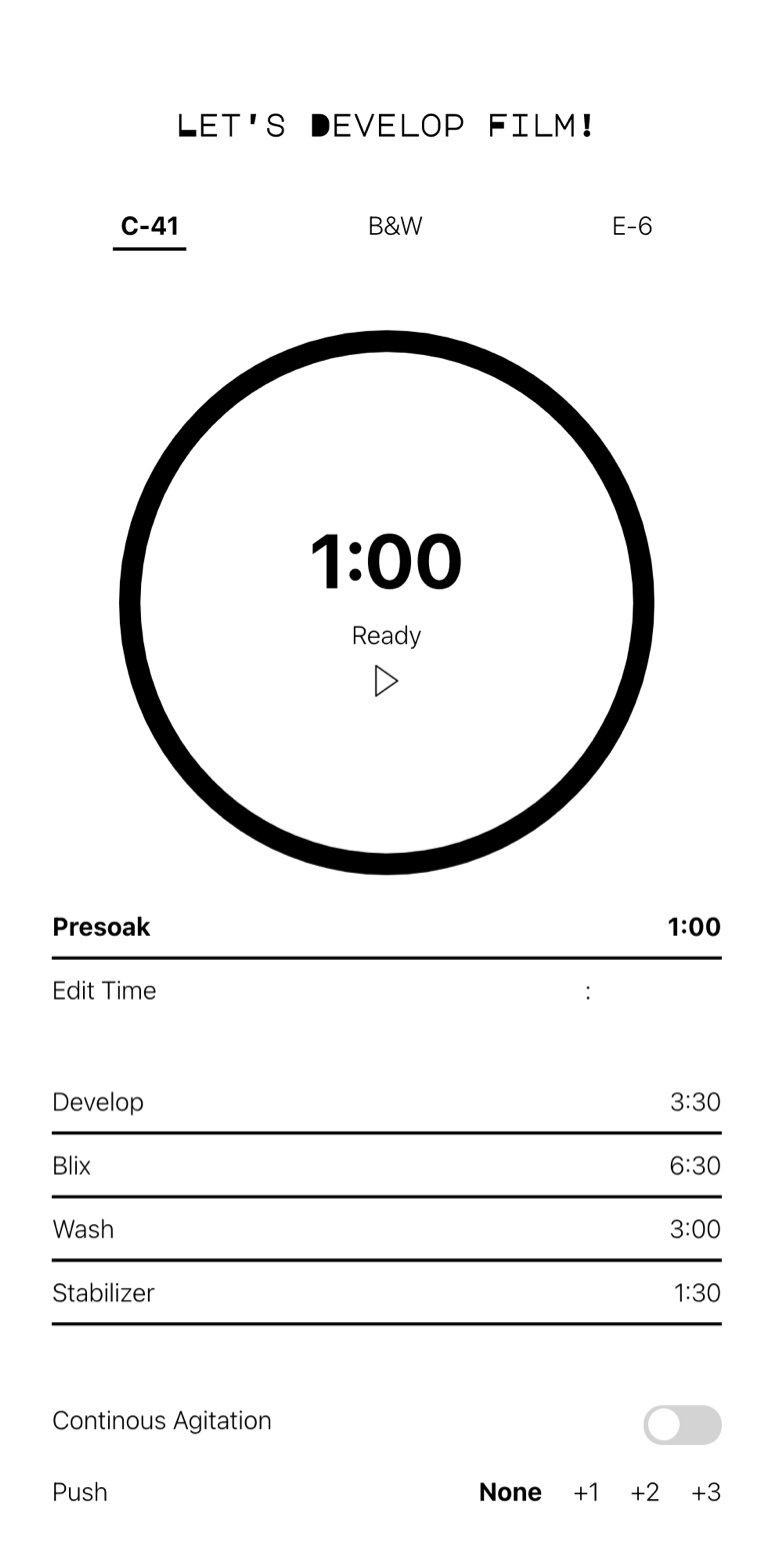 LET'S DEVELOP FILM!
C-41 B&W E-6
1:00
Ready
Presoak 1:00
Edit Time :
Develop 3:30
Blix 6:30
Wash 3:00
Stabilizer 1:30
Continous Agitation
Push None +1 +2 +3